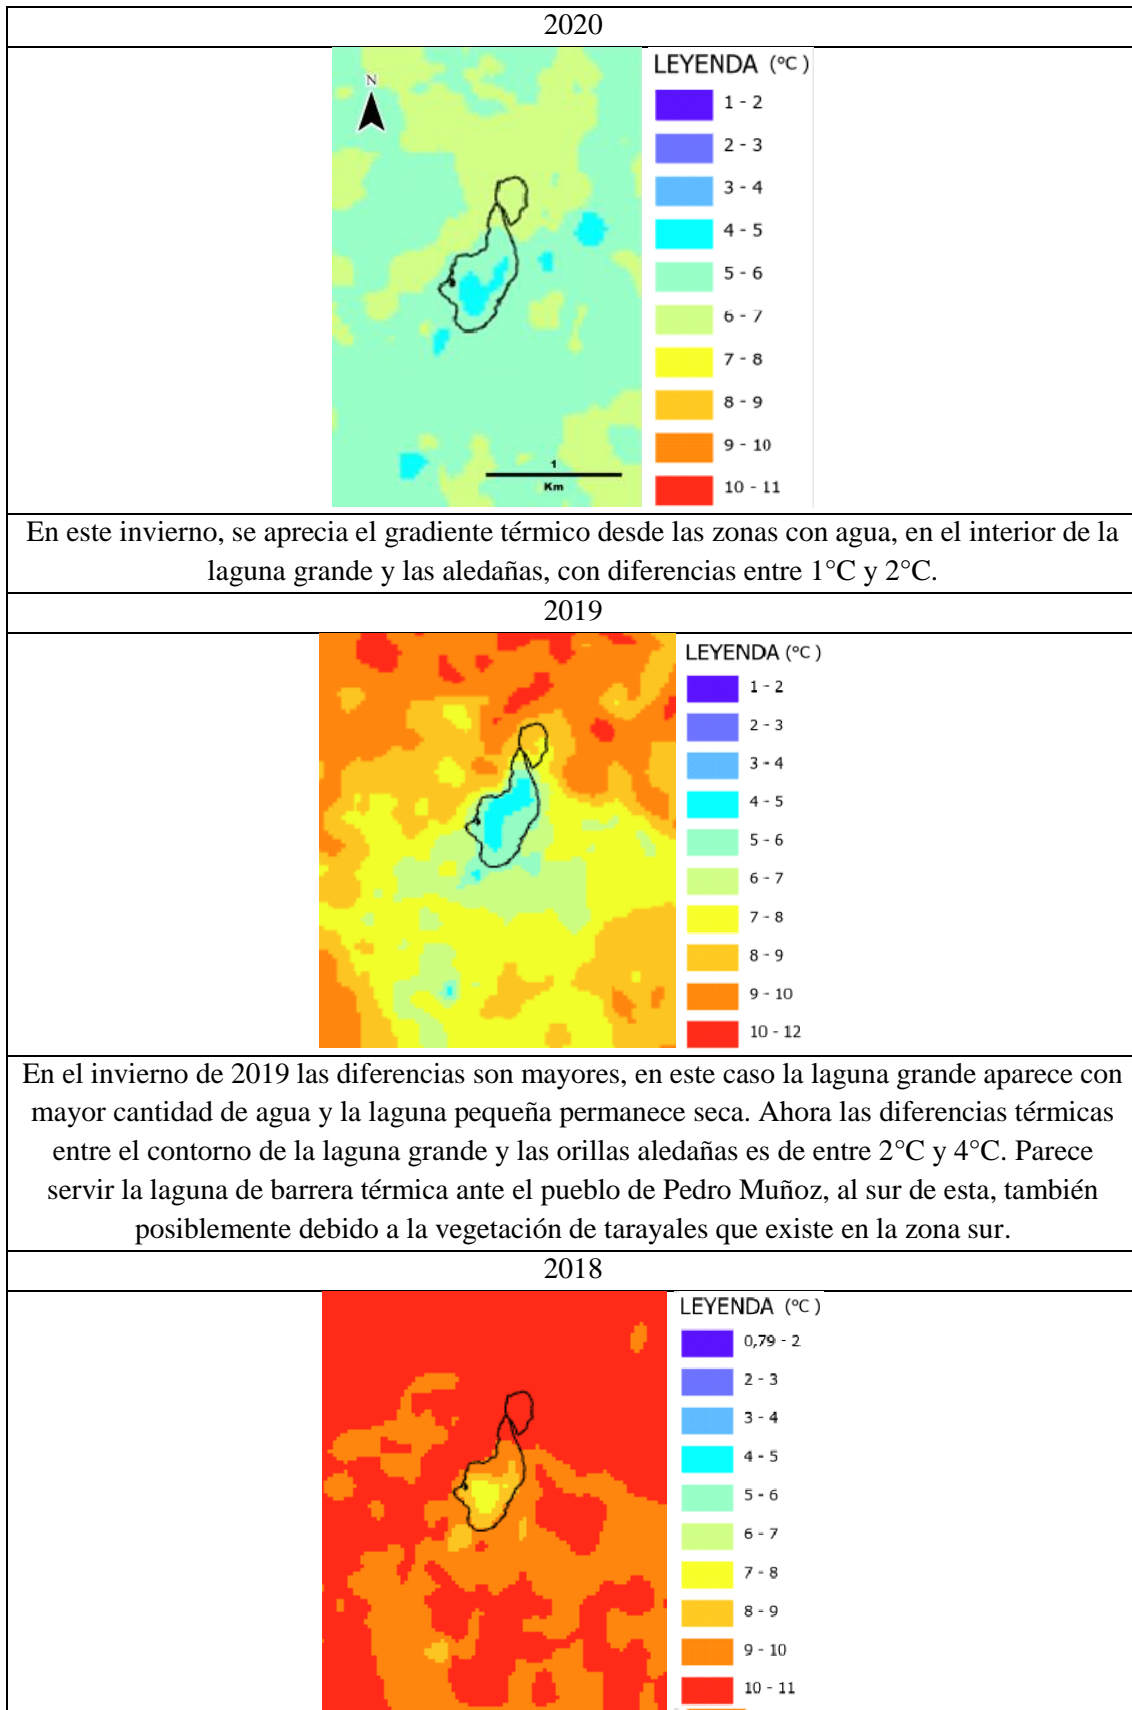 2020
N
LEYENDA (°C)
1 - 2
2 - 3
3 - 4
4 - 5
5 - 6
6 - 7
7 - 8
8 - 9
9 - 10
10 - 11
1
Km
En este invierno, se aprecia el gradiente térmico desde las zonas con agua, en el interior de la
laguna grande y las aledañas, con diferencias entre 1°C y 2°C.
2019
LEYENDA (°C)
1 - 2
2 - 3
3 - 4
4 - 5
5 - 6
6 - 7
7 - 8
8 - 9
9 - 10
10 - 12
En el invierno de 2019 las diferencias son mayores, en este caso la laguna grande aparece con
mayor cantidad de agua y la laguna pequeña permanece seca. Ahora las diferencias térmicas
entre el contorno de la laguna grande y las orillas aledañas es de entre 2°C y 4°C. Parece
servir la laguna de barrera térmica ante el pueblo de Pedro Muñoz, al sur de esta, también
posiblemente debido a la vegetación de tarayales que existe en la zona sur.
2018
LEYENDA (°C)
0,79 - 2
2 - 3
3 - 4
4 - 5
5 - 6
6 - 7
7 - 8
8 - 9
9 - 10
10 - 11